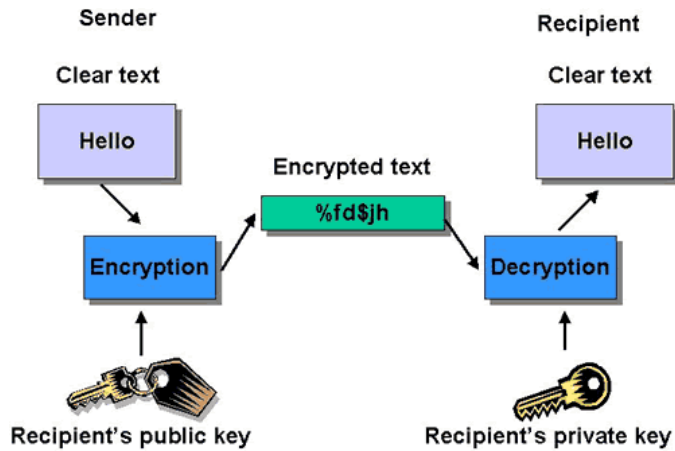 Sender
Recipient
Clear text
Clear text
Hello
Hello
Encrypted text
%fd$jh
Encryption
Decryption
Recipient's public key
Recipient's private key